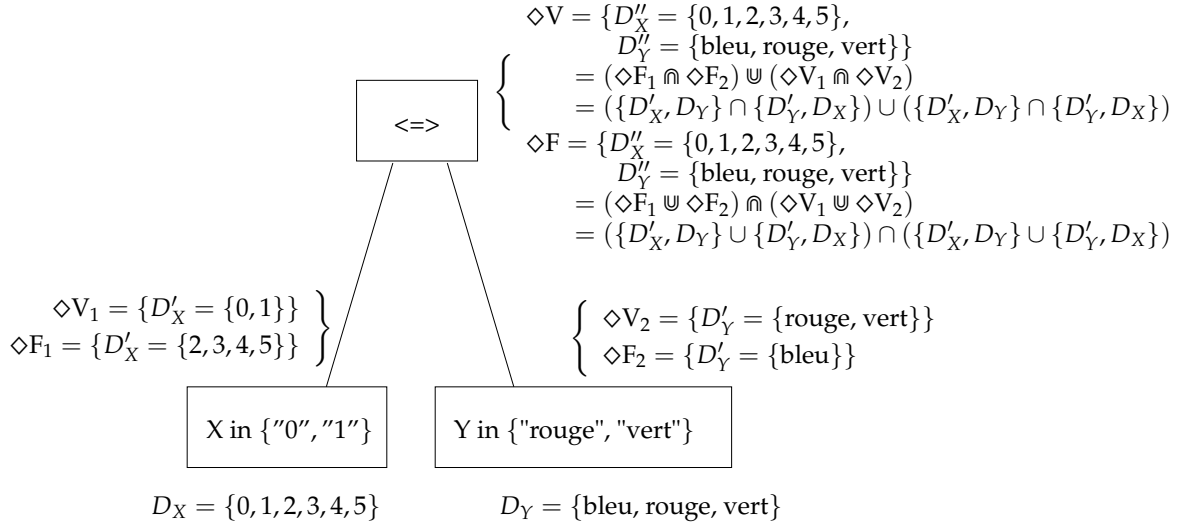 ◇V = {D''_X = {0, 1, 2, 3, 4, 5},
D''_Y = {bleu, rouge, vert}}
= (◇F₁ ⋒ ◇F₂) ⋓ (◇V₁ ⋒ ◇V₂)
= ({D'_X, D_Y} ∩ {D'_Y, D_X}) ∪ ({D'_X, D_Y} ∩ {D'_Y, D_X})
<=>
◇F = {D''_X = {0, 1, 2, 3, 4, 5},
D''_Y = {bleu, rouge, vert}}
= (◇F₁ ⋓ ◇F₂) ⋒ (◇V₁ ⋓ ◇V₂)
= ({D'_X, D_Y} ∪ {D'_Y, D_X}) ∩ ({D'_X, D_Y} ∪ {D'_Y, D_X})
◇V₁ = {D'_X = {0, 1}}
◇F₁ = {D'_X = {2, 3, 4, 5}}
◇V₂ = {D'_Y = {rouge, vert}}
◇F₂ = {D'_Y = {bleu}}
X in {"0", "1"}
Y in {"rouge", "vert"}
D_X = {0, 1, 2, 3, 4, 5}
D_Y = {bleu, rouge, vert}